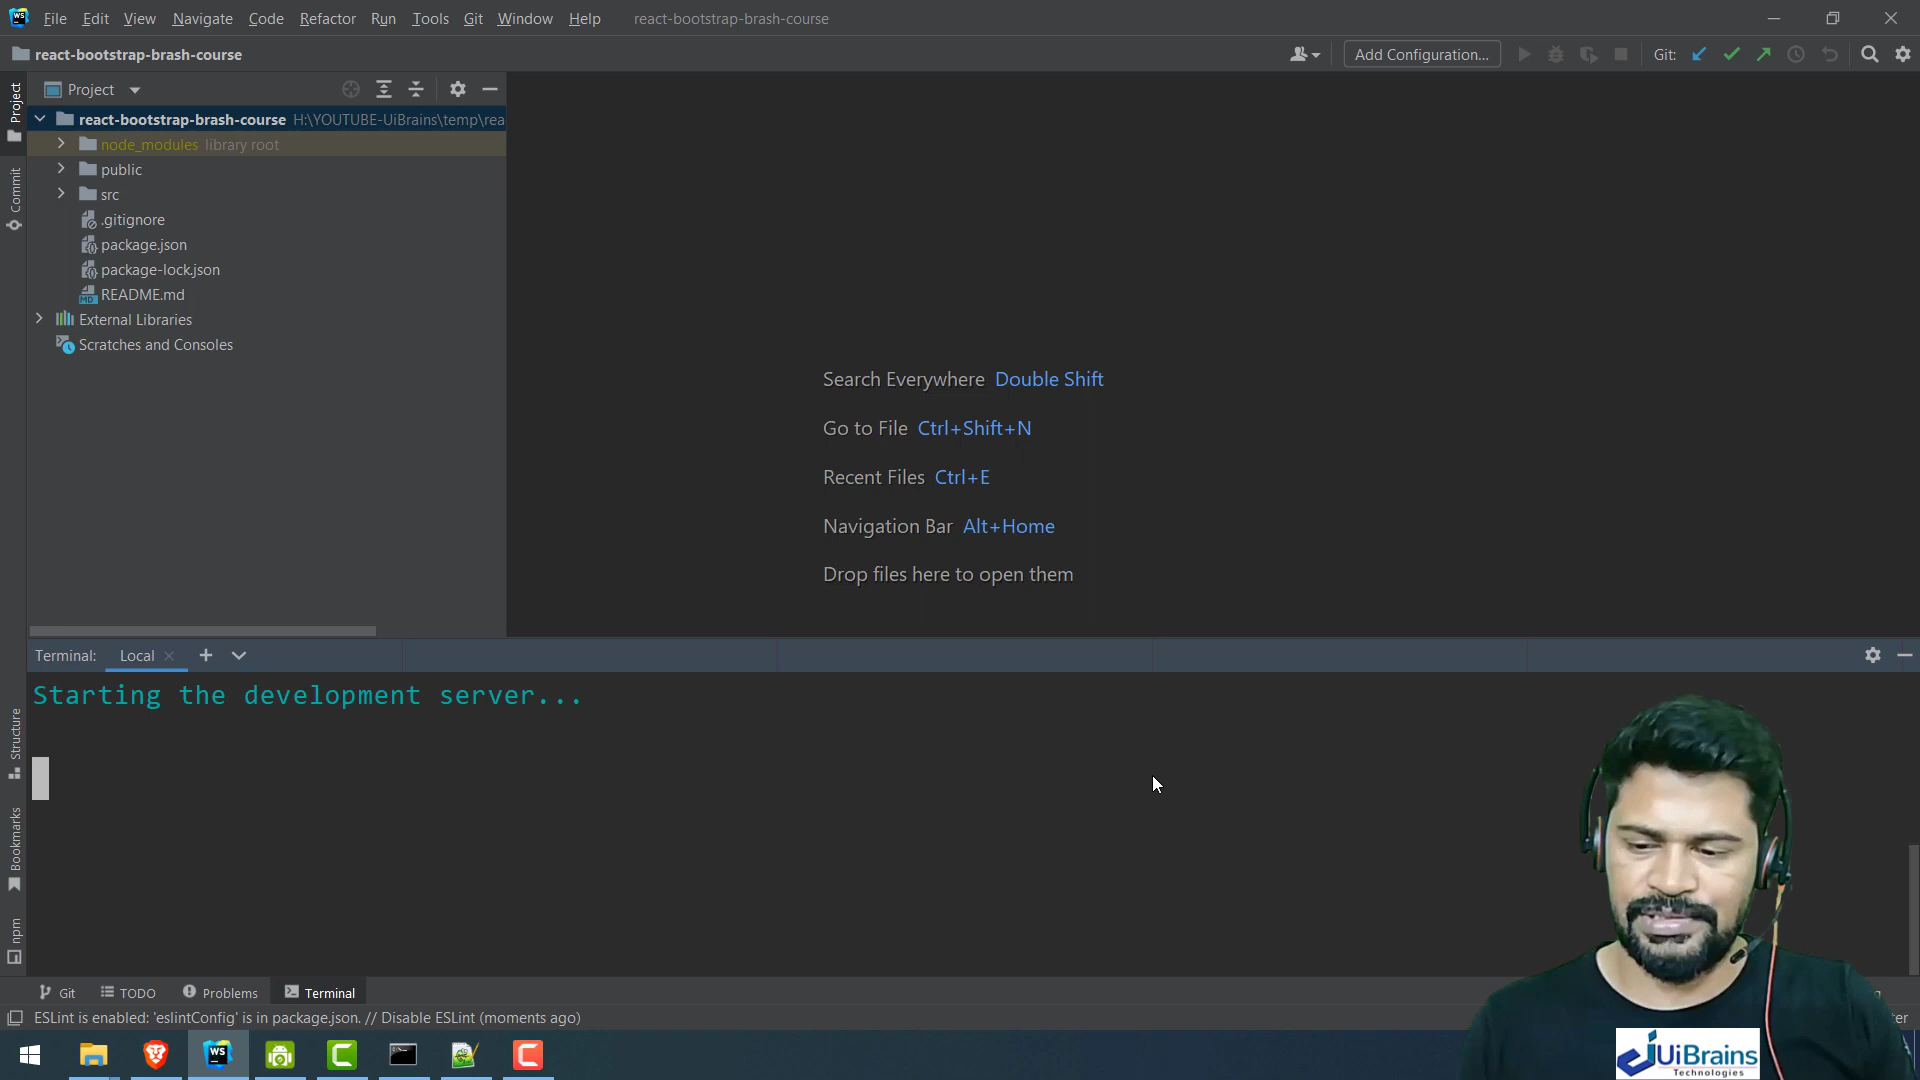 File Edit View Navigate Code Refactor Run Tools Git Window Help react-bootstrap-brash-course
react-bootstrap-brash-course Add Configuration... Git:
Project
Project
react-bootstrap-brash-course H:\YOUTUBE-UiBrains\temp\rea
node_modules library root
public
Commit
src
.gitignore
package.json
package-lock.json
README.md
External Libraries
Scratches and Consoles
Search Everywhere Double Shift
Go to File Ctrl+Shift+N
Recent Files Ctrl+E
Navigation Bar Alt+Home
Drop files here to open them
Terminal: Local
Starting the development server...
Structure
Bookmarks
npm
Git TODO Problems Terminal
ESLint is enabled: 'eslintConfig' is in package.json. // Disable ESLint (moments ago)
WS
UiBrains
Technologies